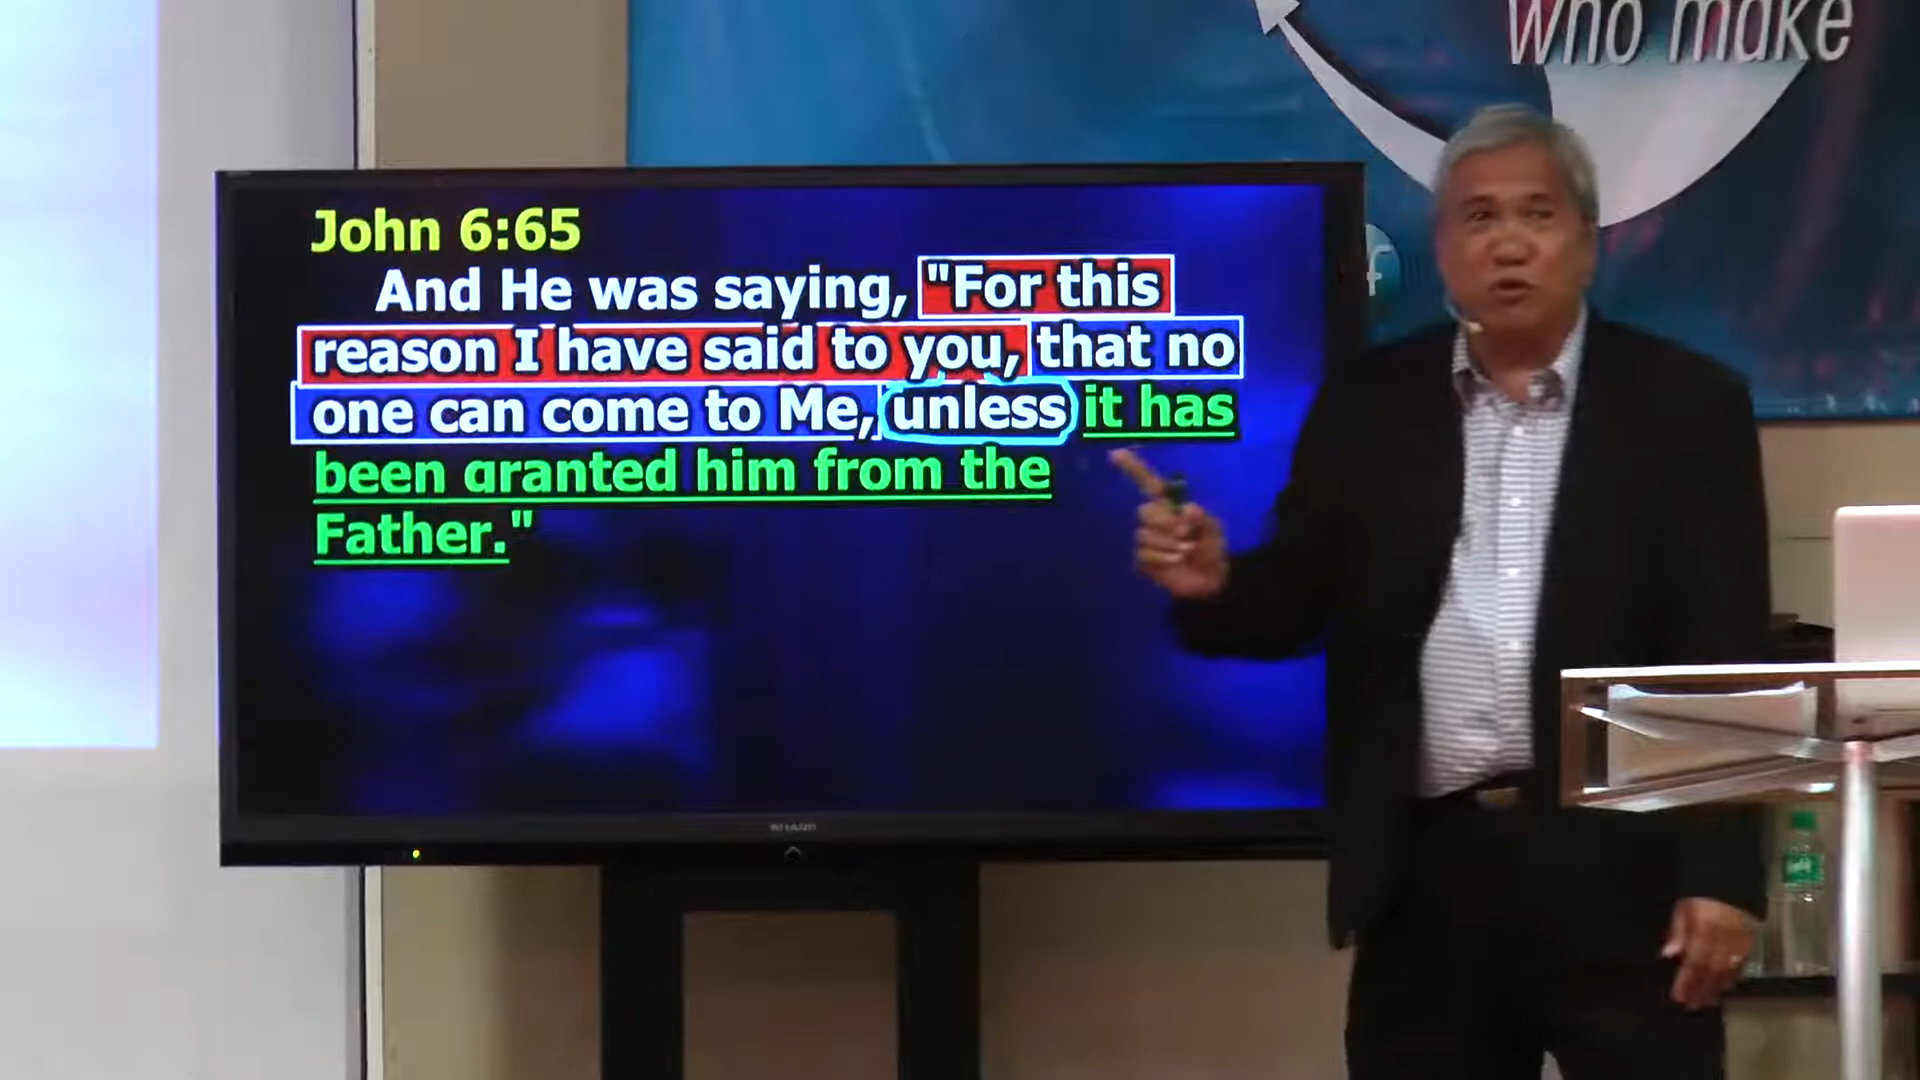 who make
John 6:65
And He was saying, "For this
reason I have said to you, that no
one can come to Me, unless it has
been granted him from the
Father."
f
SHARP